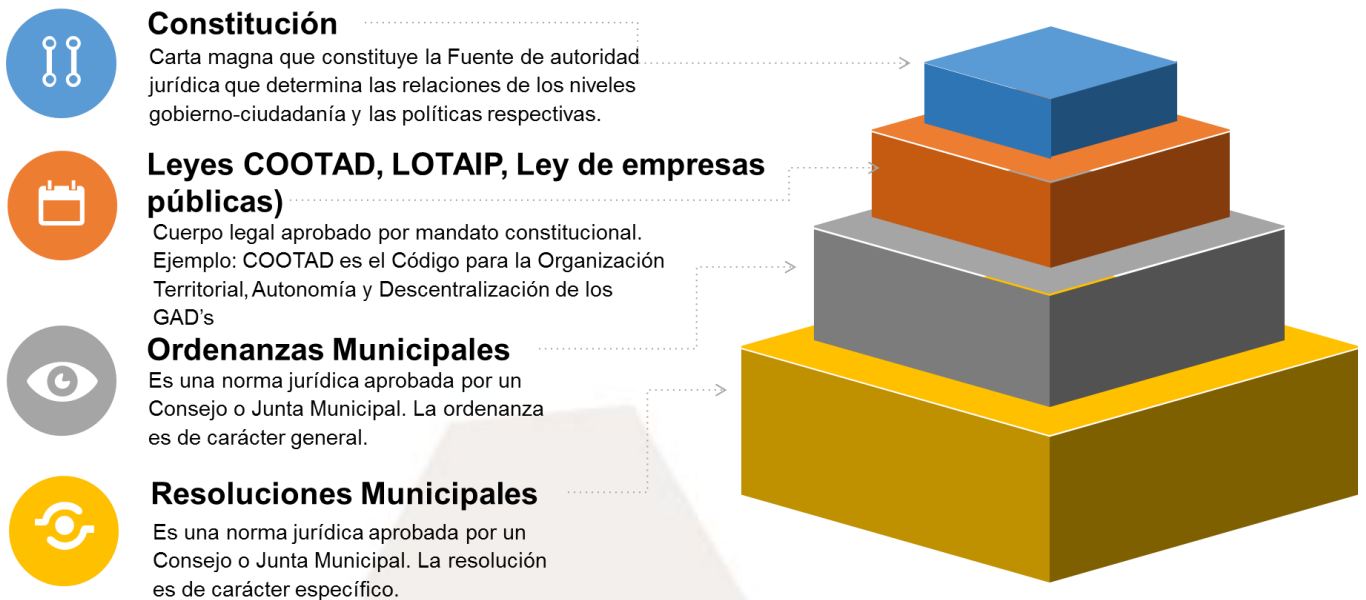 Constitución
Carta magna que constituye la Fuente de autoridad
jurídica que determina las relaciones de los niveles
gobierno-ciudadanía y las políticas respectivas.
Leyes COOTAD, LOTAIP, Ley de empresas
públicas)
Cuerpo legal aprobado por mandato constitucional.
Ejemplo: COOTAD es el Código para la Organización
Territorial, Autonomía y Descentralización de los
GAD's
Ordenanzas Municipales
Es una norma jurídica aprobada por un
Consejo o Junta Municipal. La ordenanza
es de carácter general.
Resoluciones Municipales
Es una norma jurídica aprobada por un
Consejo o Junta Municipal. La resolución
es de carácter específico.